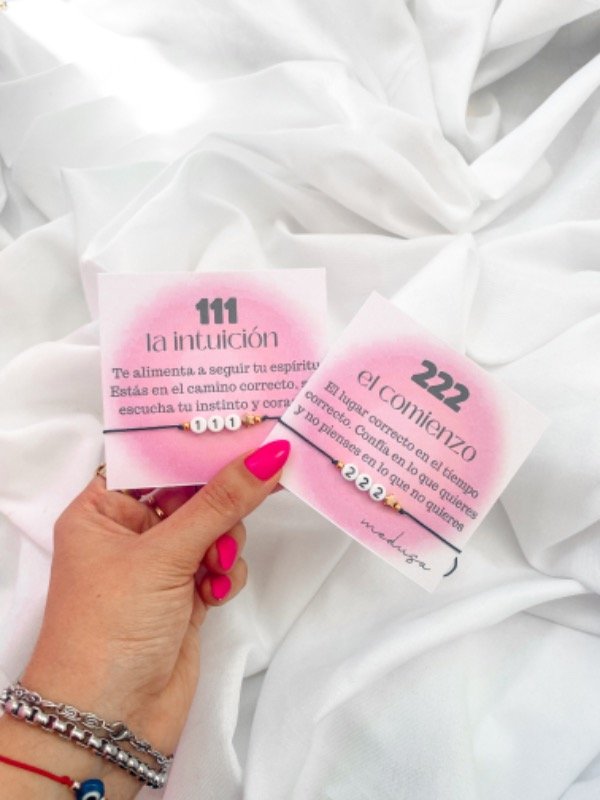 111
la intuición
Te alimenta a seguir tu espíritu
Estás en el camino correcto,
escucha tu instinto y
111
222
el comienzo
El lugar correcto en el tiempo
correcto. Confía en lo que quieres
y no pienses en lo que no quieres
222
medusa